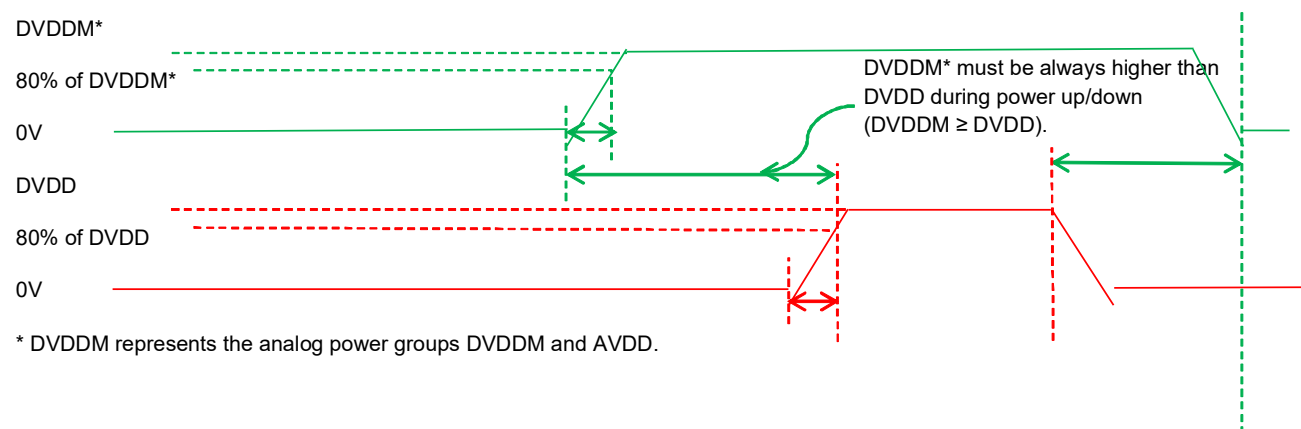 DVDDM*
80% of DVDDM*
0V
DVDDM* must be always higher than
DVDD during power up/down
(DVDDM ≥ DVDD).
DVDD
80% of DVDD
0V
* DVDDM represents the analog power groups DVDDM and AVDD.